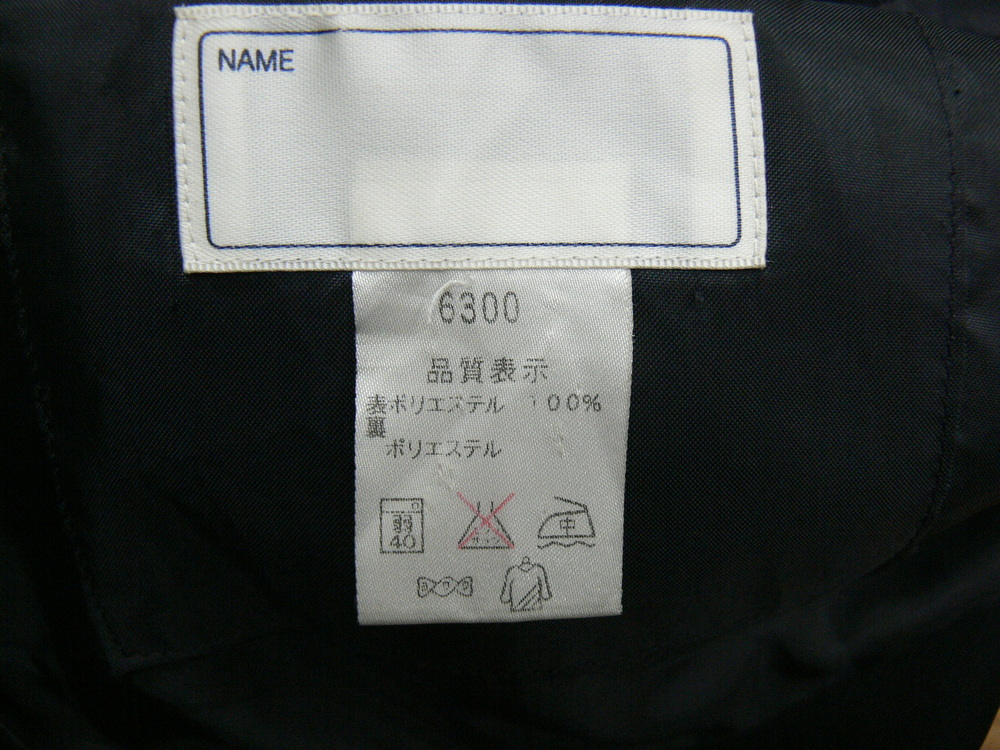 NAME
6300
品質表示
表ポリエステル 100%
裏
ポリエステル
弱
40
中